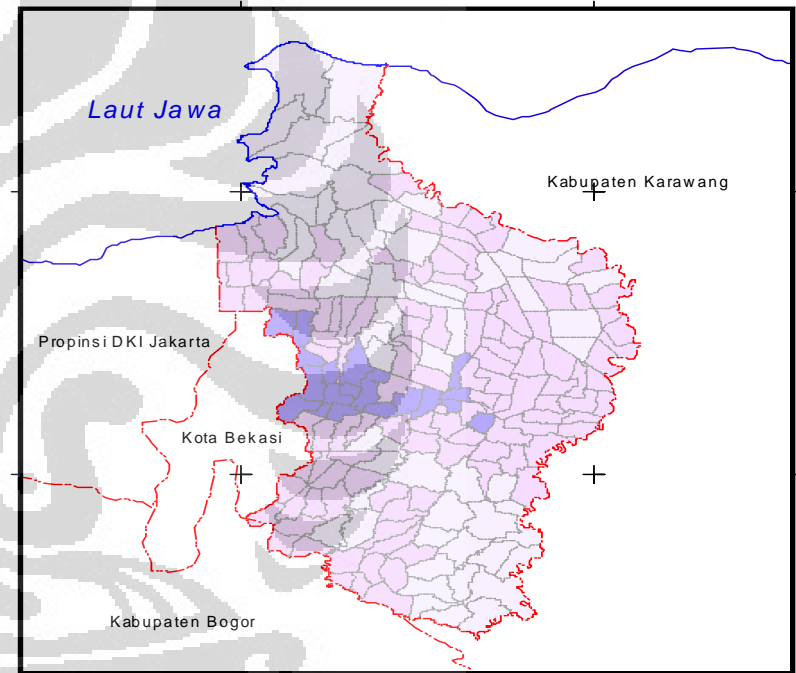 Laut Jawa
Kabupaten Karawang
Propinsi DKI Jakarta
Kota Bekasi
Kabupaten Bogor